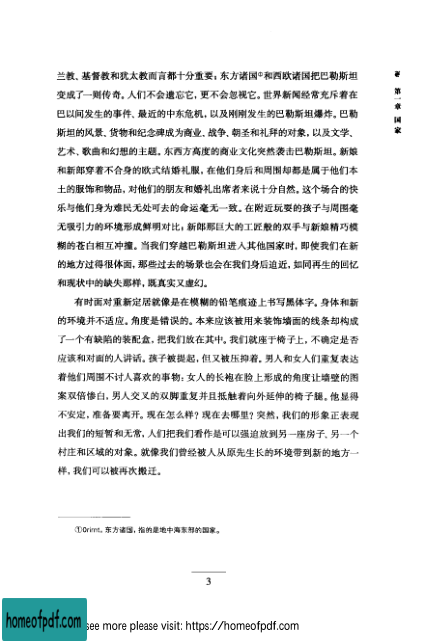 兰教、基督教和犹太教而言都十分重要；东方诸国①和西欧诸国把巴勒斯坦
变成了一则传奇。人们不会遗忘它，更不会忽视它。世界新闻经常充斥着在
巴以间发生的事件、最近的中东危机，以及刚刚发生的巴勒斯坦爆炸。巴勒
斯坦的风景、货物和纪念碑成为商业、战争、朝圣和礼拜的对象，以及文学、
艺术、歌曲和幻想的主题。东西方高度的商业文化突然袭击巴勒斯坦。新娘
和新郎穿着不合身的欧式结婚礼服，在他们身后和周围却都是属于他们本
土的服饰和物品，对他们的朋友和婚礼出席者来说十分自然。这个场合的快
乐与他们身为难民无处可去的命运毫无一致。在附近玩耍的孩子与周围毫
无吸引力的环境形成鲜明对比；新郎那巨大的工匠般的双手与新娘精巧模
糊的苍白相互冲撞。当我们穿越巴勒斯坦进入其他国家时，即使我们在新
的地方过得很体面，那些过去的场景也会在我们身后迫近，如同再生的回忆
和现状中的缺失那样，既真实又虚幻。
有时面对重新定居就像是在模糊的铅笔痕迹上书写黑体字。身体和新
的环境并不适应。角度是错误的。本来应该被用来装饰墙面的线条却构成
了一个有缺陷的装配盒，把我们放在其中。我们就座于椅子上，不确定是否
应该和对面的人讲话。孩子被提起，但又被压抑着。男人和女人们重复表达
着他们周围不讨人喜欢的事物：女人的长袍在脸上形成的角度让墙壁的图
案双倍惨白，男人交叉的双脚重复并且抵触着向外延伸的椅子腿。他显得
不安定，准备要离开。现在怎么样？现在去哪里？突然，我们的形象正表现
出我们的短暂和无常，人们把我们看作是可以强迫放到另一座房子、另一个
村庄和区域的对象。就像我们曾经被人从原先生长的环境带到新的地方一
样，我们可以被再次搬迁。
①Orirnt，东方诸国，指的是地中海东部的国家。
第一章 国家
3
homeofpdf.com
see more please visit: https://homeofpdf.com